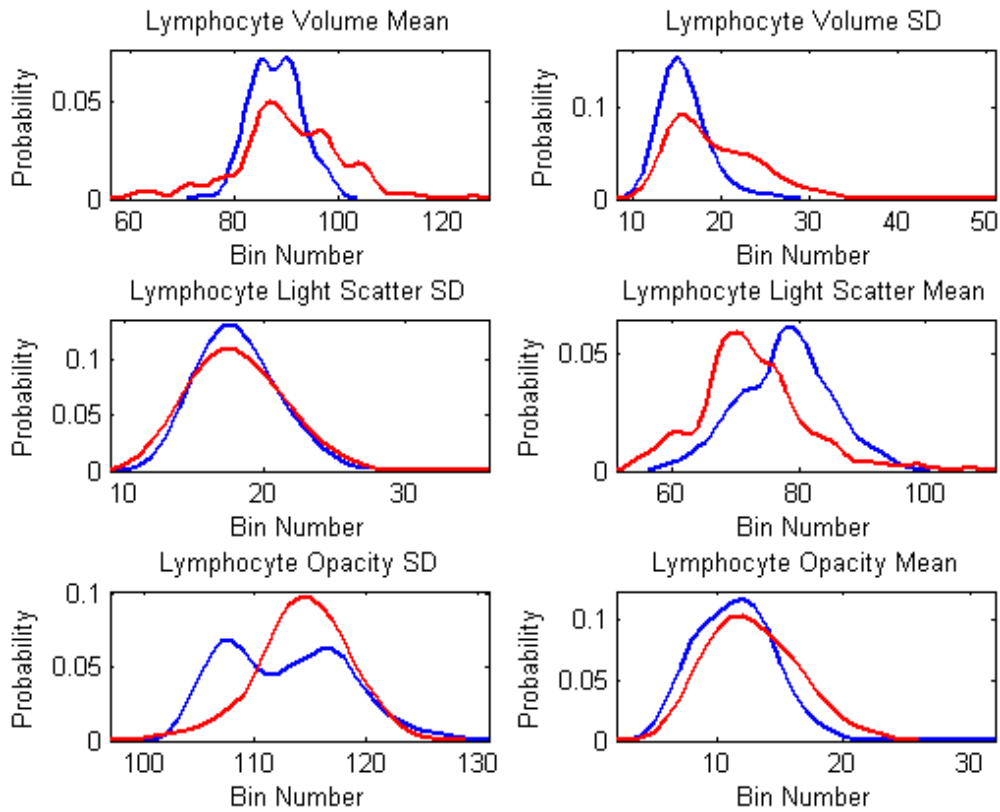 Lymphocyte Volume Mean
Probability
0.05
0
60 80 100 120
Bin Number
Lymphocyte Volume SD
Probability
0.1
0
10 20 30 40 50
Bin Number
Lymphocyte Light Scatter SD
Probability
0.1
0.05
0
10 20 30
Bin Number
Lymphocyte Light Scatter Mean
Probability
0.05
0
60 80 100
Bin Number
Lymphocyte Opacity SD
Probability
0.1
0.05
0
100 110 120 130
Bin Number
Lymphocyte Opacity Mean
Probability
0.1
0.05
0
10 20 30
Bin Number